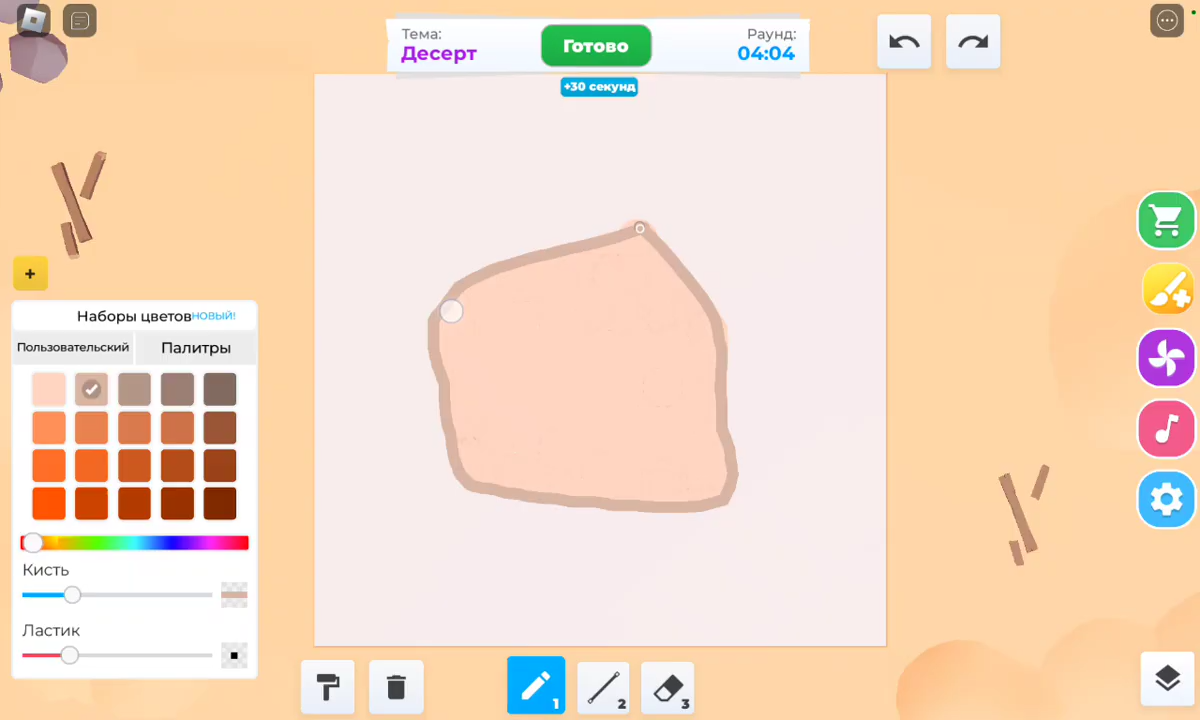 Тема:
Десерт
Готово
Раунд:
04:04
+30 секунд
+
Наборы цветов НОВЫЙ!
Пользовательский
Палитры
Кисть
Ластик
1
2
3